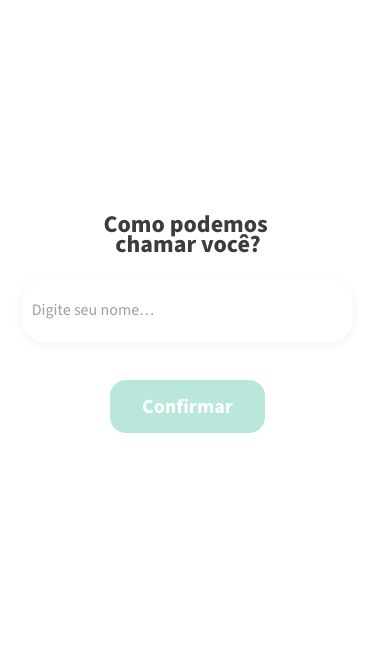 Como podemos
chamar você?
Digite seu nome...
Confirmar